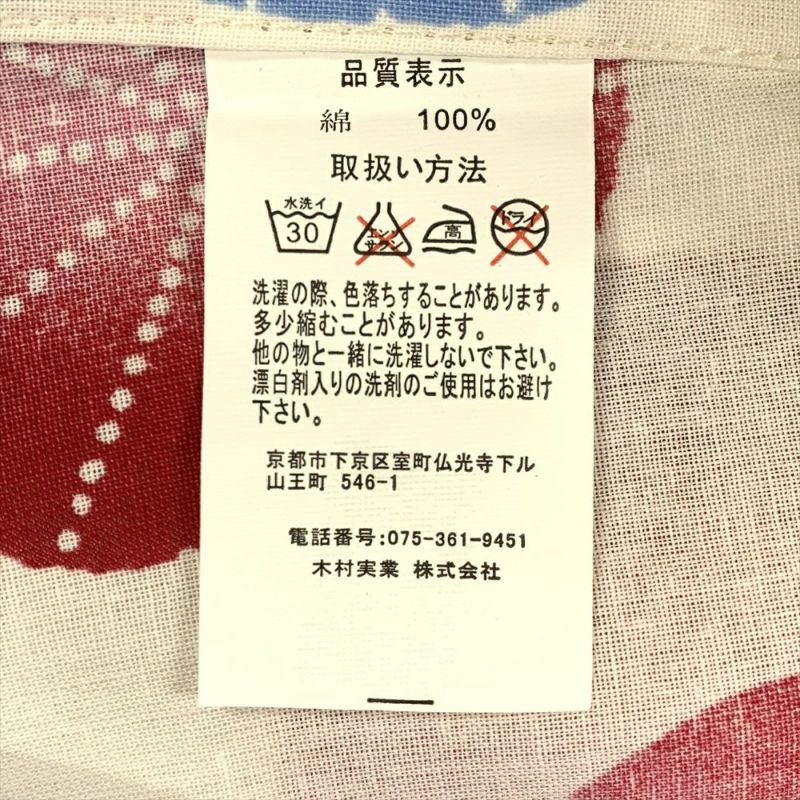 品質表示
綿 100%
取扱い方法
水洗イ 30 エンソ サラシ 高 ドライ
洗濯の際、色落ちすることがあります。
多少縮むことがあります。
他の物と一緒に洗濯しないで下さい。
漂白剤入りの洗剤のご使用はお避け
下さい。
京都市下京区室町仏光寺下ル
山王町 546-1
電話番号:075-361-9451
木村実業 株式会社